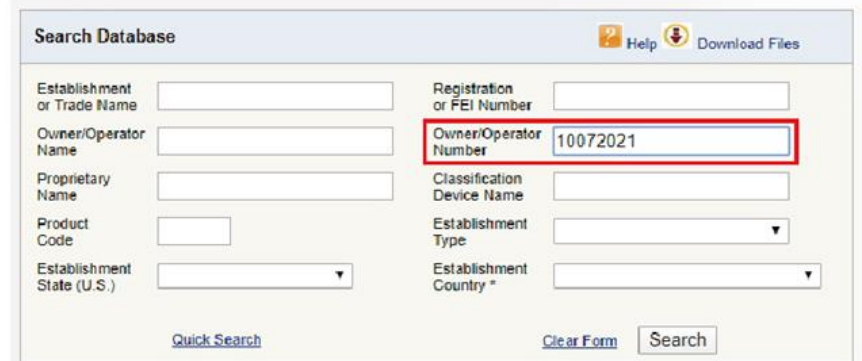 Search Database
Help Download Files
Establishment
or Trade Name
Registration
or FEI Number
Owner/Operator
Name
Owner/Operator
Number
10072021
Proprietary
Name
Classification
Device Name
Product
Code
Establishment
Type
Establishment
State (U.S.)
Establishment
Country *
Quick Search
Clear Form
Search